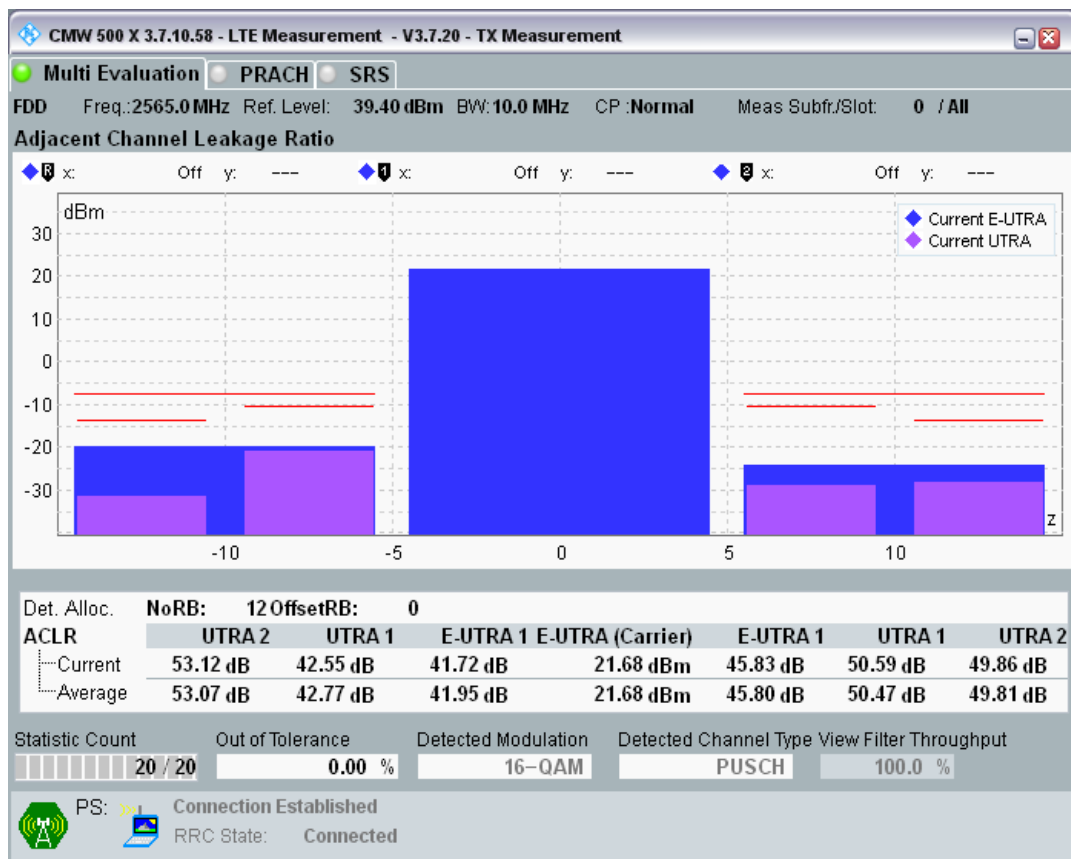 CMW 500 X 3.7.10.58 - LTE Measurement - V3.7.20 - TX Measurement
Multi Evaluation PRACH SRS
FDD Freq.:2565.0 MHz Ref. Level: 39.40 dBm BW:10.0 MHz CP :Normal Meas Subfr./Slot: 0 / All
Adjacent Channel Leakage Ratio
R x: Off y: --- 1 x: Off y: --- 2 x: Off y: ---
dBm
Current E-UTRA
Current UTRA
30
20
10
0
-10
-20
-30
z
-10 -5 0 5 10
Det. Alloc. NoRB: 12 OffsetRB: 0
ACLR UTRA 2 UTRA 1 E-UTRA 1 E-UTRA (Carrier) E-UTRA 1 UTRA 1 UTRA 2
Current 53.12 dB 42.55 dB 41.72 dB 21.68 dBm 45.83 dB 50.59 dB 49.86 dB
Average 53.07 dB 42.77 dB 41.95 dB 21.68 dBm 45.80 dB 50.47 dB 49.81 dB
Statistic Count Out of Tolerance Detected Modulation Detected Channel Type View Filter Throughput
20 / 20 0.00 % 16-QAM PUSCH 100.0 %
PS: Connection Established
RRC State: Connected